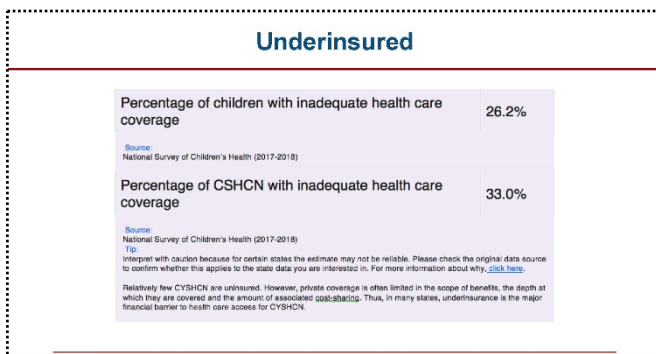 Underinsured
Percentage of children with inadequate health care
coverage
26.2%
Source:
National Survey of Children's Health (2017-2018)
Percentage of CSHCN with inadequate health care
coverage
33.0%
Source:
National Survey of Children's Health (2017-2018)
Tip:
Interpret with caution because for certain states the estimate may not be reliable. Please check the original data source
to confirm whether this applies to the state data you are interested in. For more information about why, click here.
Relatively few CYSHCN are uninsured. However, private coverage is often limited in the scope of benefits, the depth at
which they are covered and the amount of associated cost-sharing. Thus, in many states, underinsurance is the major
financial barrier to health care access for CYSHCN.